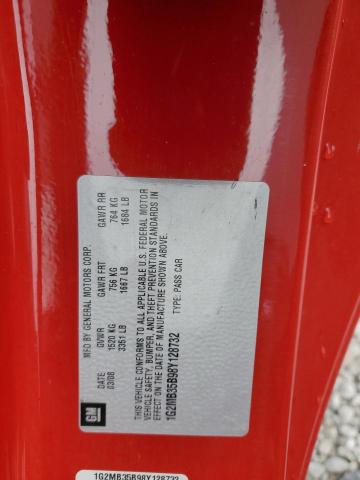 MFD BY GENERAL MOTORS CORP.
DATE GVWR GAWR FRT GAWR RR
03/08 1520 KG 756 KG 764 KG
3351 LB 1667 LB 1684 LB
THIS VEHICLE CONFORMS TO ALL APPLICABLE U.S. FEDERAL MOTOR
VEHICLE SAFETY, BUMPER, AND THEFT PREVENTION STANDARDS IN
EFFECT ON THE DATE OF MANUFACTURE SHOWN ABOVE.
1G2MB35B98Y128732 TYPE: PASS CAR
GM
1G2MB35B98Y128732